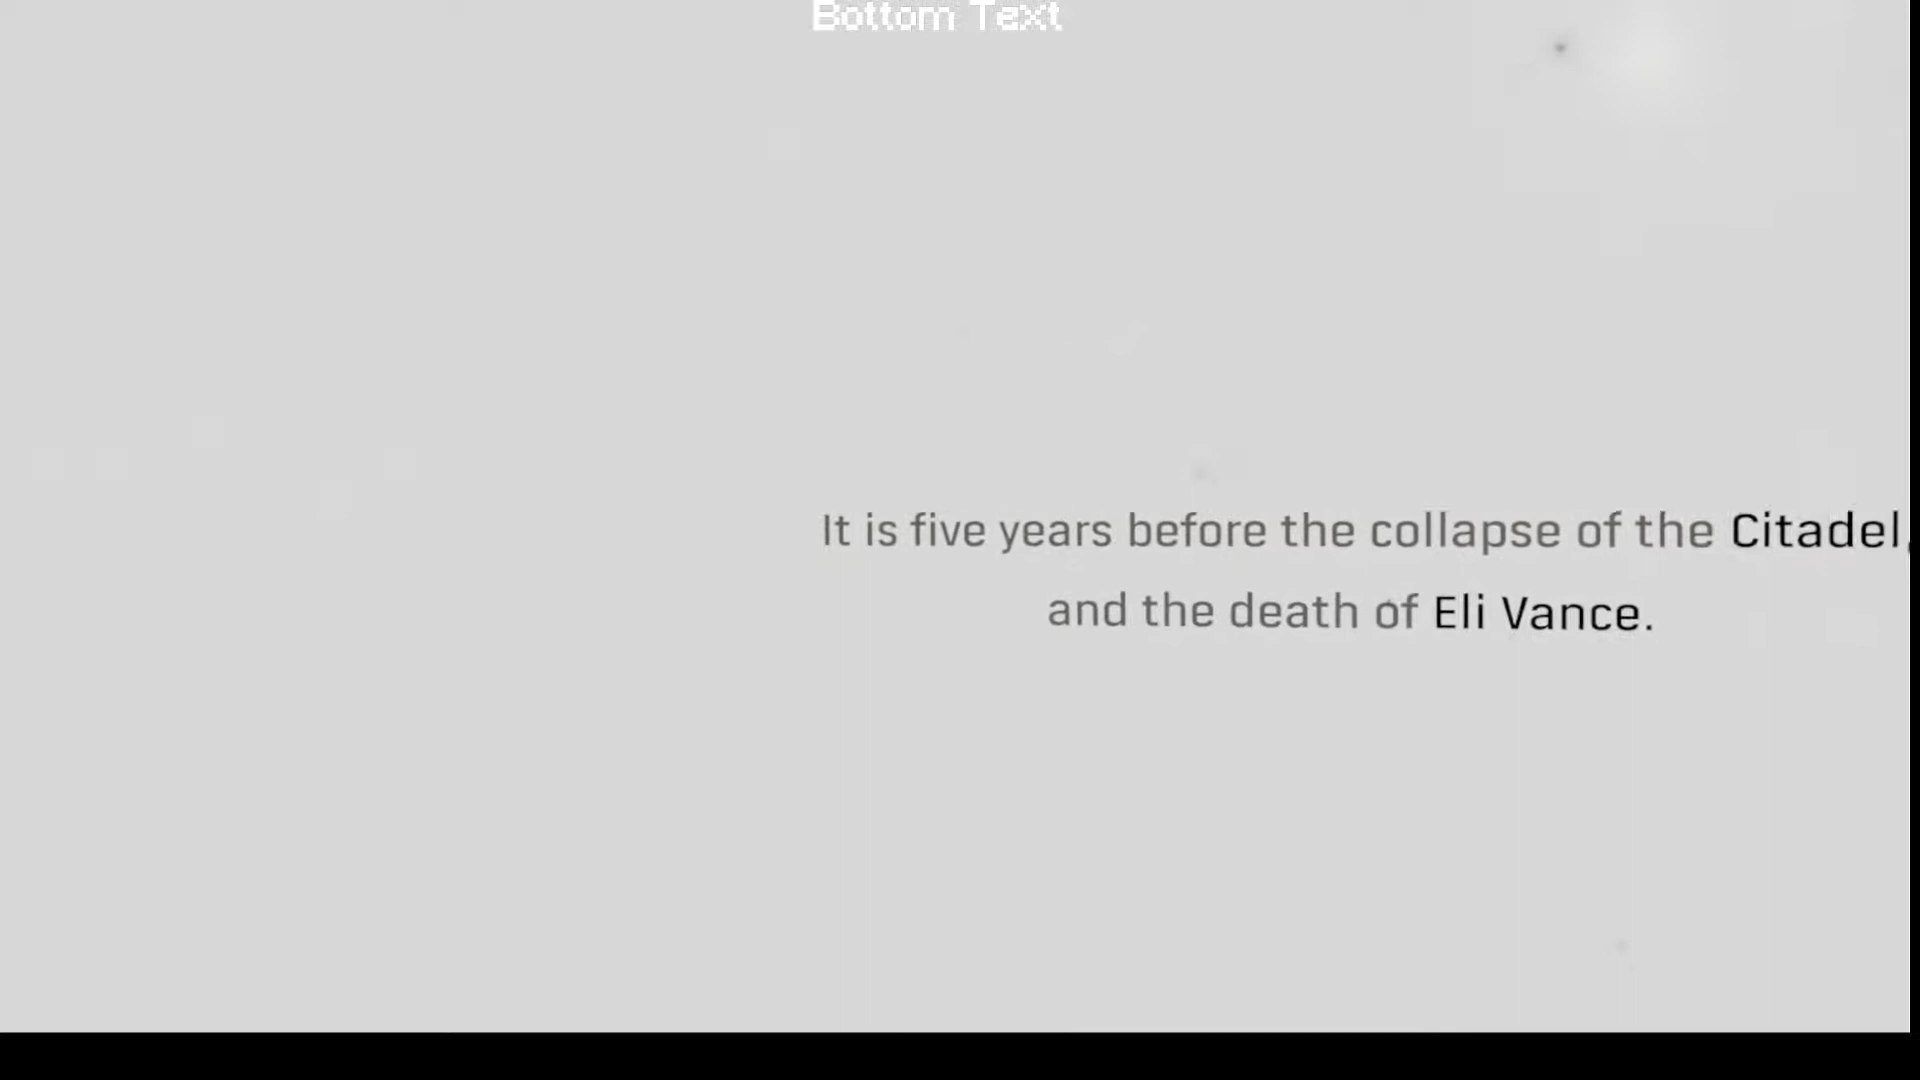 Bottom Text
It is five years before the collapse of the Citadel,
and the death of Eli Vance.